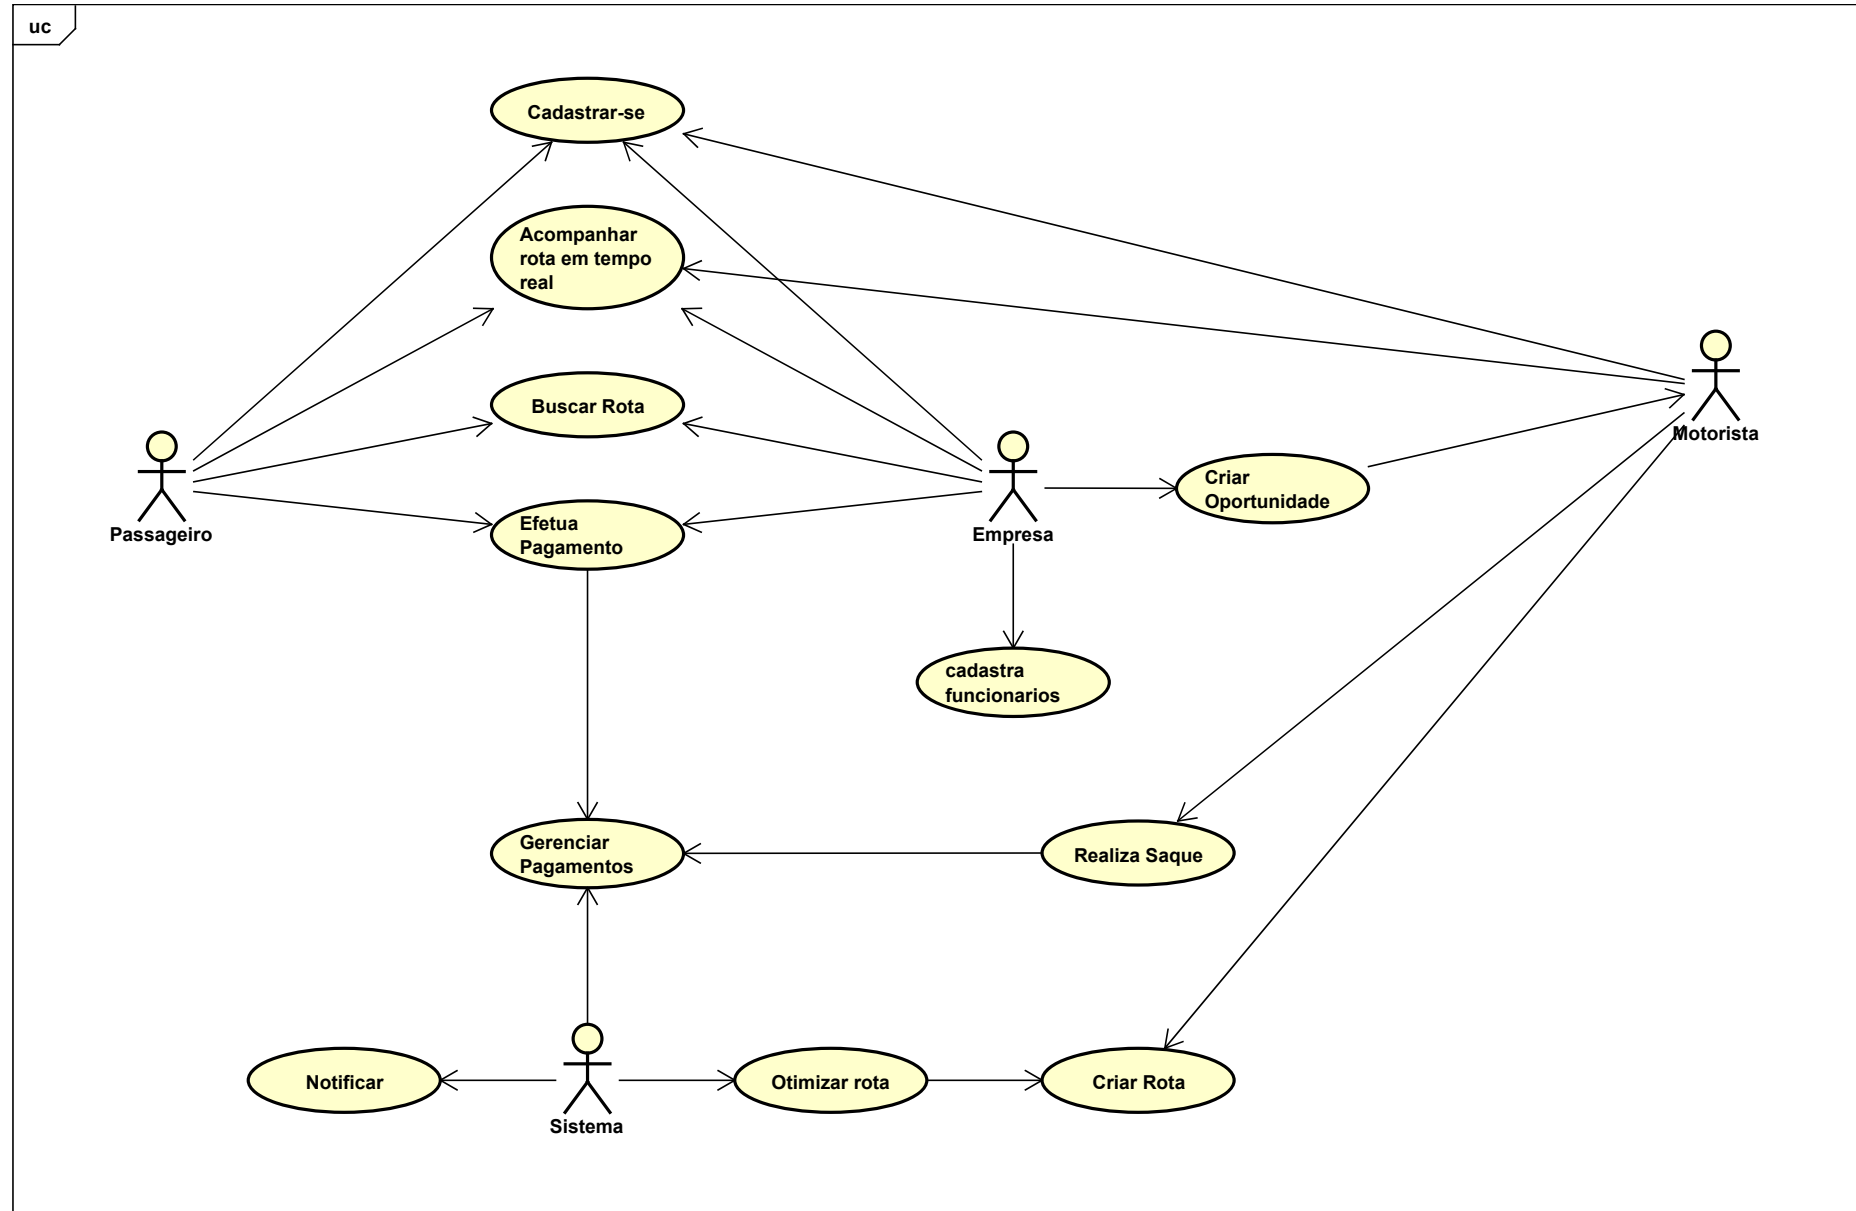 uc
Cadastrar-se
Acompanhar
rota em tempo
real
Buscar Rota
Motorista
Criar
Oportunidade
Efetua
Pagamento
Passageiro
Empresa
cadastra
funcionarios
Gerenciar
Pagamentos
Realiza Saque
Notificar
Otimizar rota
Criar Rota
Sistema